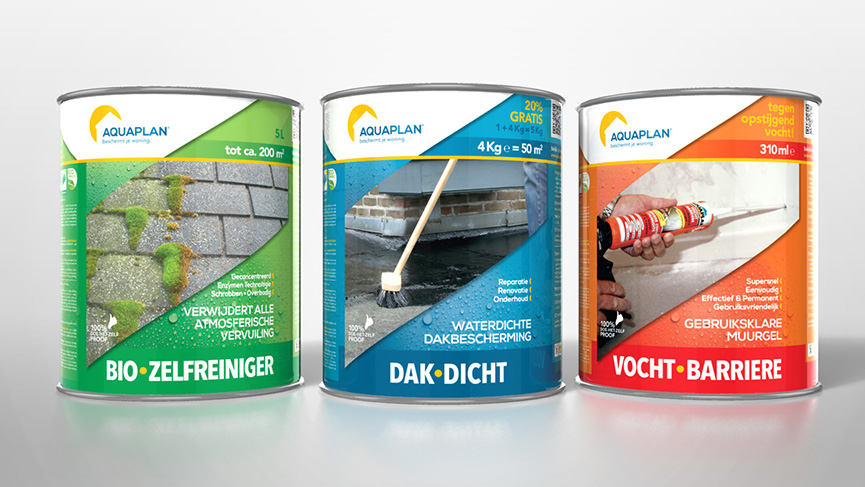 AQUAPLAN
beschermt je woning.
5L
tot ca. 200 m²
Geconcentreerd
Enzymen Technologie
Schrobben = Overbodig
VERWIJDERT ALLE
ATMOSFERISCHE
VERVUILING
100%
DOE-HET-ZELF
PROOF
BIO•ZELFREINIGER
AQUAPLAN
beschermt je woning.
20%
GRATIS
1 + 4 Kg = 5 Kg
4 Kg e = 50 m²
Reparatie
Renovatie
Onderhoud
100%
DOE-HET-ZELF
PROOF
WATERDICHTE
DAKBESCHERMING
DAK•DICHT
AQUAPLAN
beschermt je woning.
tegen
opstijgend
vocht!
310 ml e
Supersnel
Eenvoudig
Effectief & Permanent
Gebruiksvriendelijk
100%
DOE-HET-ZELF
PROOF
GEBRUIKSKLARE
MUURGEL
VOCHT•BARRIERE